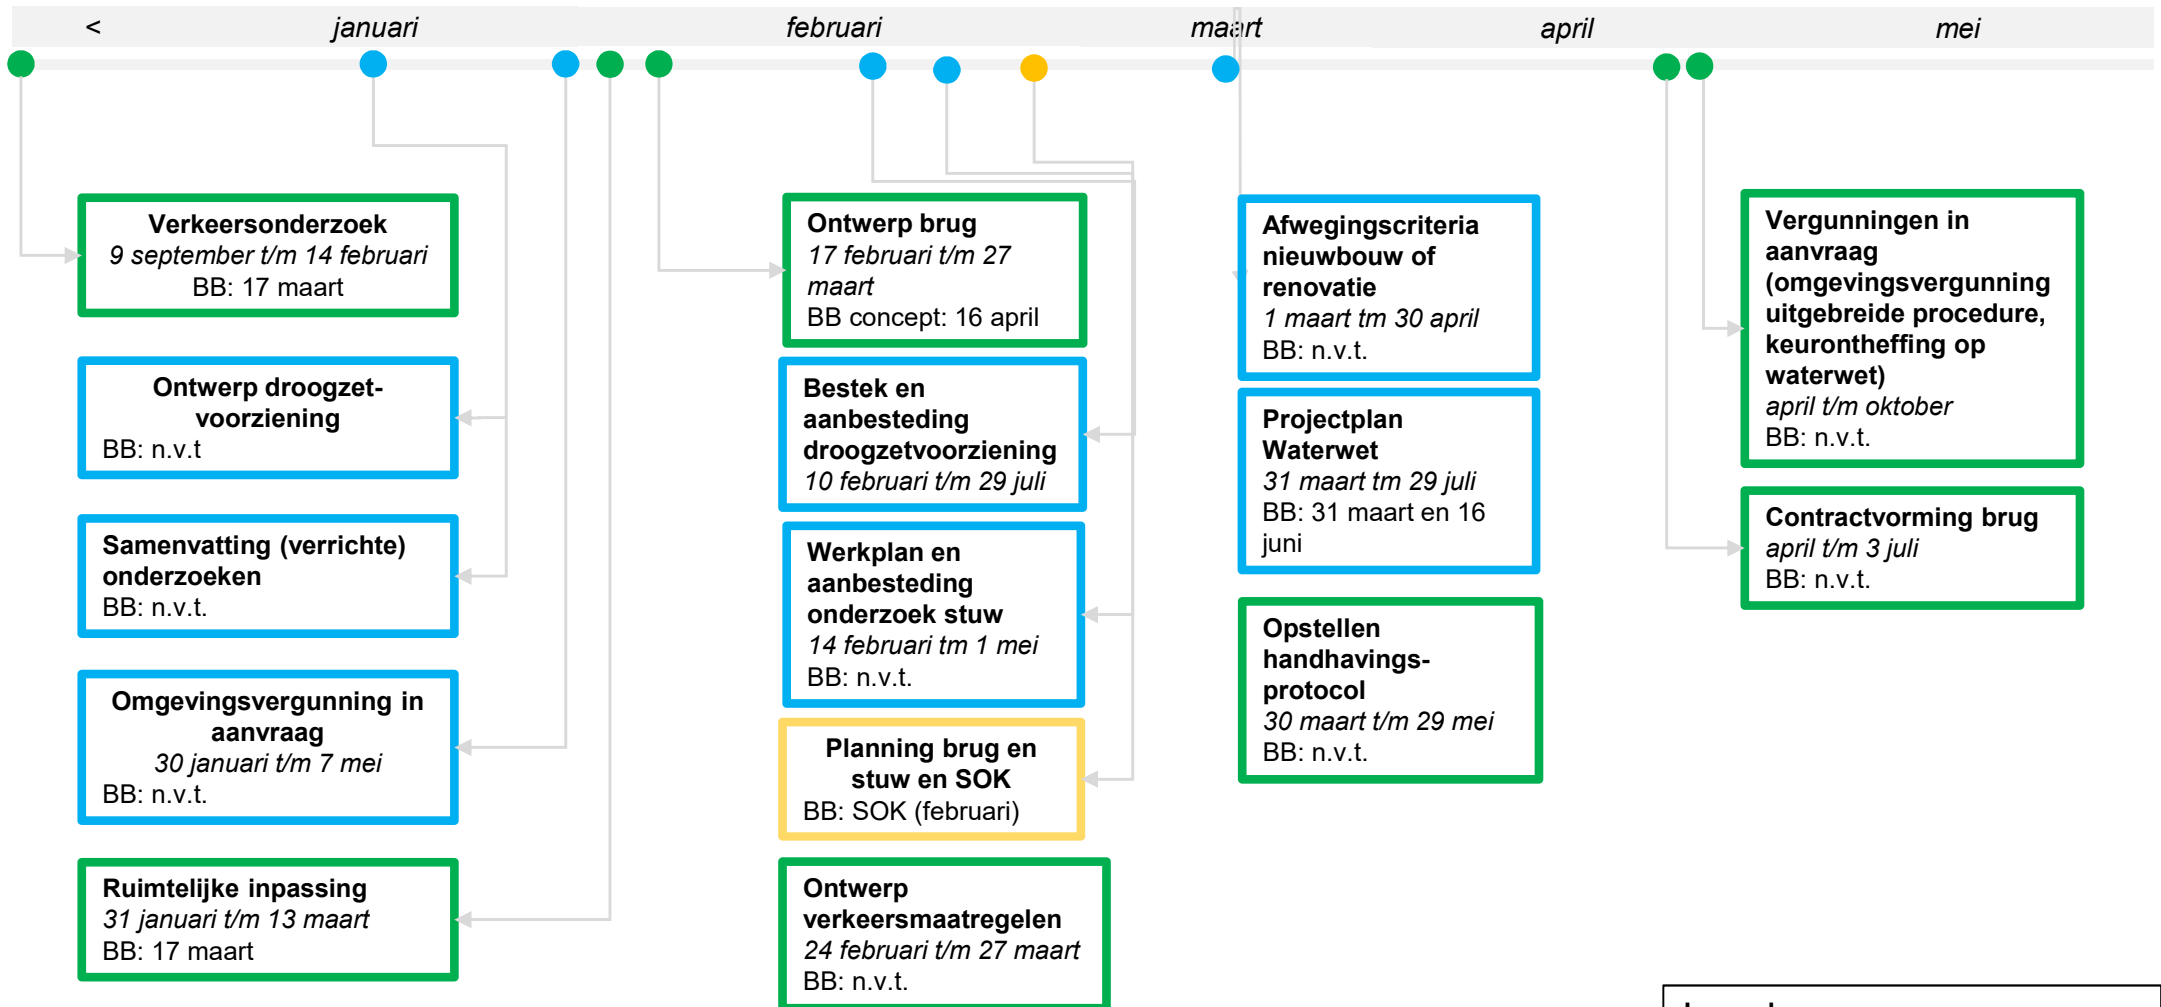 < januari februari maart april mei
Verkeersonderzoek
9 september t/m 14 februari
BB: 17 maart
Ontwerp droogzet-
voorziening
BB: n.v.t
Samenvatting (verrichte)
onderzoeken
BB: n.v.t.
Omgevingsvergunning in
aanvraag
30 januari t/m 7 mei
BB: n.v.t.
Ruimtelijke inpassing
31 januari t/m 13 maart
BB: 17 maart
Ontwerp brug
17 februari t/m 27
maart
BB concept: 16 april
Bestek en
aanbesteding
droogzetvoorziening
10 februari t/m 29 juli
Werkplan en
aanbesteding
onderzoek stuw
14 februari tm 1 mei
BB: n.v.t.
Planning brug en
stuw en SOK
BB: SOK (februari)
Ontwerp
verkeersmaatregelen
24 februari t/m 27 maart
BB: n.v.t.
Afwegingscriteria
nieuwbouw of
renovatie
1 maart tm 30 april
BB: n.v.t.
Projectplan
Waterwet
31 maart tm 29 juli
BB: 31 maart en 16
juni
Opstellen
handhavings-
protocol
30 maart t/m 29 mei
BB: n.v.t.
Vergunningen in
aanvraag
(omgevingsvergunning
uitgebreide procedure,
keurontheffing op
waterwet)
april t/m oktober
BB: n.v.t.
Contractvorming brug
april t/m 3 juli
BB: n.v.t.